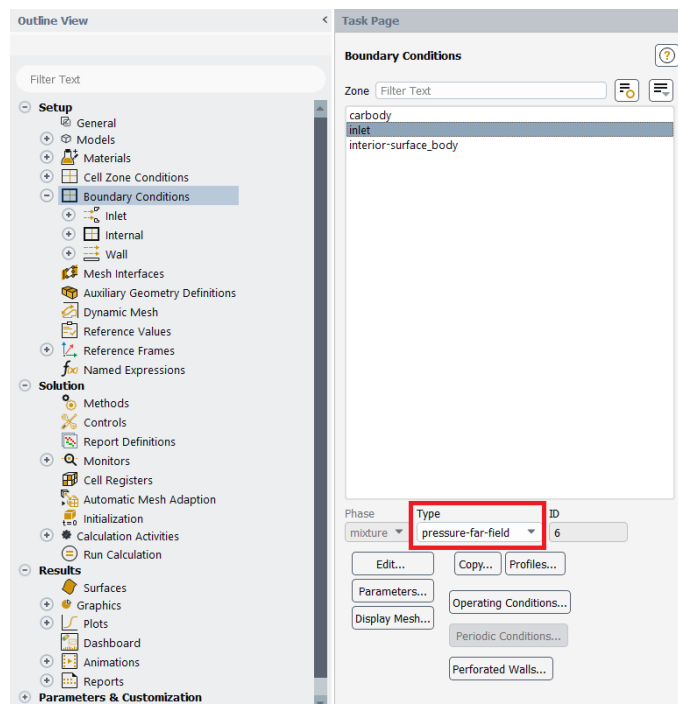 Outline View
<
Filter Text
Setup
General
Models
Materials
Cell Zone Conditions
Boundary Conditions
Inlet
Internal
Wall
Mesh Interfaces
Auxiliary Geometry Definitions
Dynamic Mesh
Reference Values
Reference Frames
f(x) Named Expressions
Solution
Methods
Controls
Report Definitions
Monitors
Cell Registers
Automatic Mesh Adaption
t=0 Initialization
Calculation Activities
Run Calculation
Results
Surfaces
Graphics
Plots
Dashboard
Animations
Reports
Parameters & Customization
Task Page
Boundary Conditions
?
Zone Filter Text
carbody
inlet
interior-surface_body
Phase Type ID
mixture pressure-far-field 6
Edit... Copy... Profiles...
Parameters... Operating Conditions...
Display Mesh...
Periodic Conditions...
Perforated Walls...